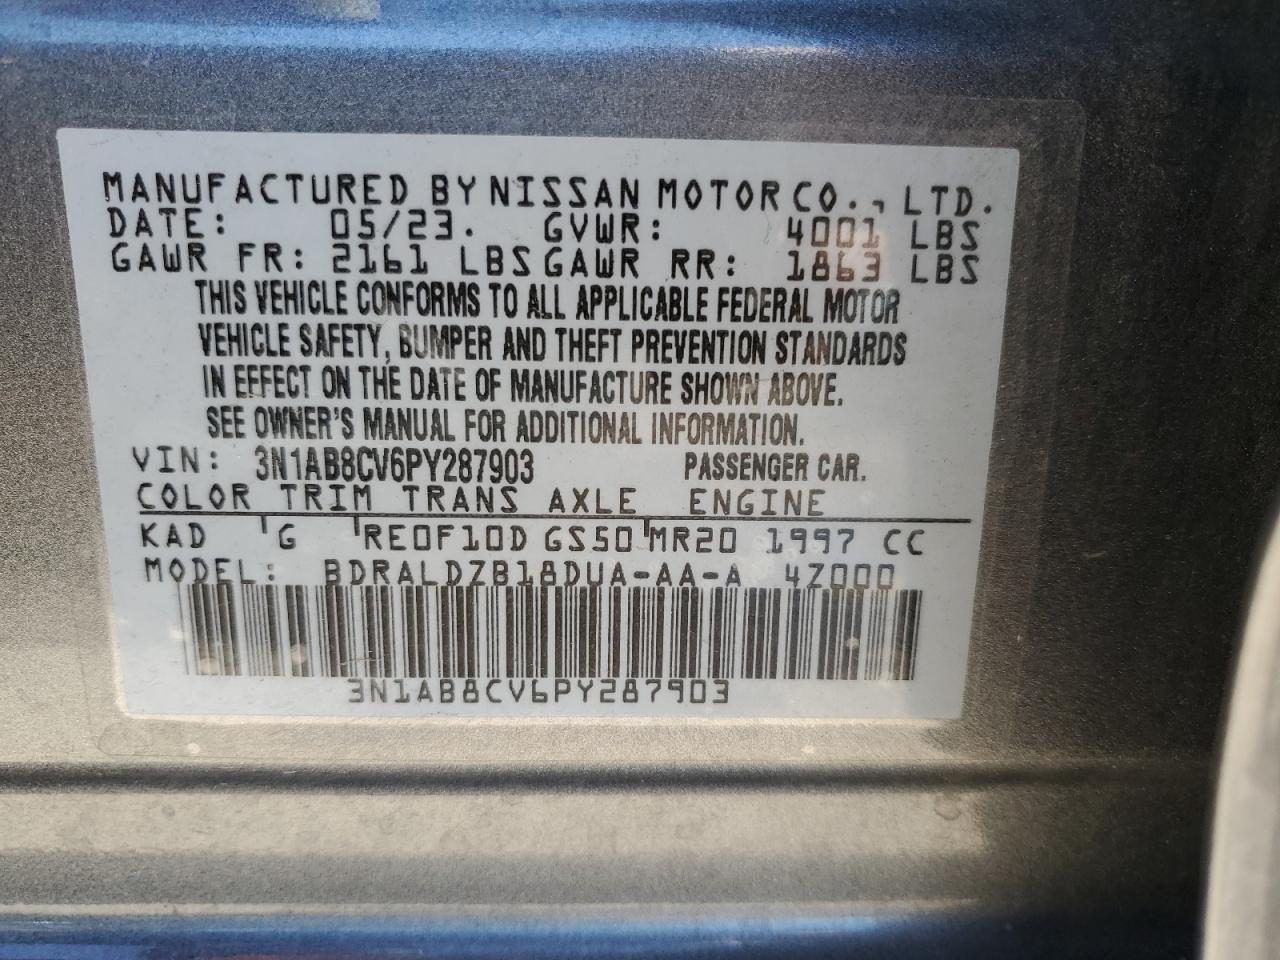 MANUFACTURED BY NISSAN MOTOR CO., LTD.
DATE: 05/23. GVWR: 4001 LBS
GAWR FR: 2161 LBS GAWR RR: 1863 LBS
THIS VEHICLE CONFORMS TO ALL APPLICABLE FEDERAL MOTOR
VEHICLE SAFETY, BUMPER AND THEFT PREVENTION STANDARDS
IN EFFECT ON THE DATE OF MANUFACTURE SHOWN ABOVE.
SEE OWNER'S MANUAL FOR ADDITIONAL INFORMATION.
VIN: 3N1AB8CV6PY287903 PASSENGER CAR.
COLOR TRIM TRANS AXLE ENGINE
KAD G RE0F10D GS50 MR20 1997 CC
MODEL: BDRALDZB18DUA-AA-A 4Z000
3N1AB8CV6PY287903